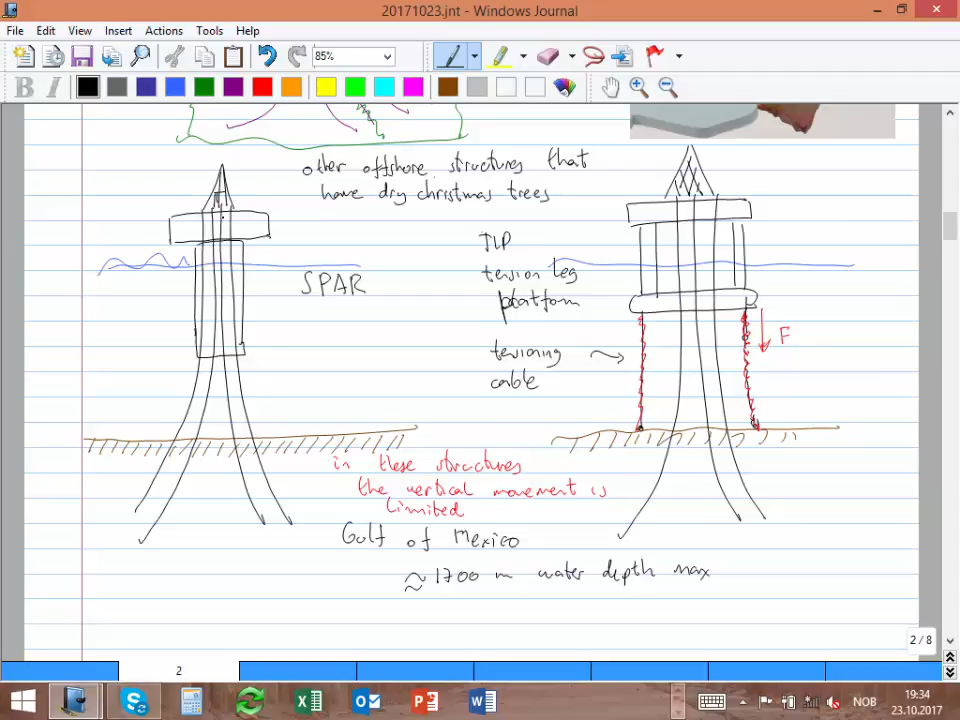 20171023.jnt - Windows Journal
File Edit View Insert Actions Tools Help
85%
B I
other offshore structures that
have dry christmas trees
TLP
tension leg
platform
SPAR
tensioning
cable
F
in these structures
the vertical movement is
limited
Gulf of Mexico
≈ 1700 m water depth max
2 / 8
2
NOB
19:34
23.10.2017